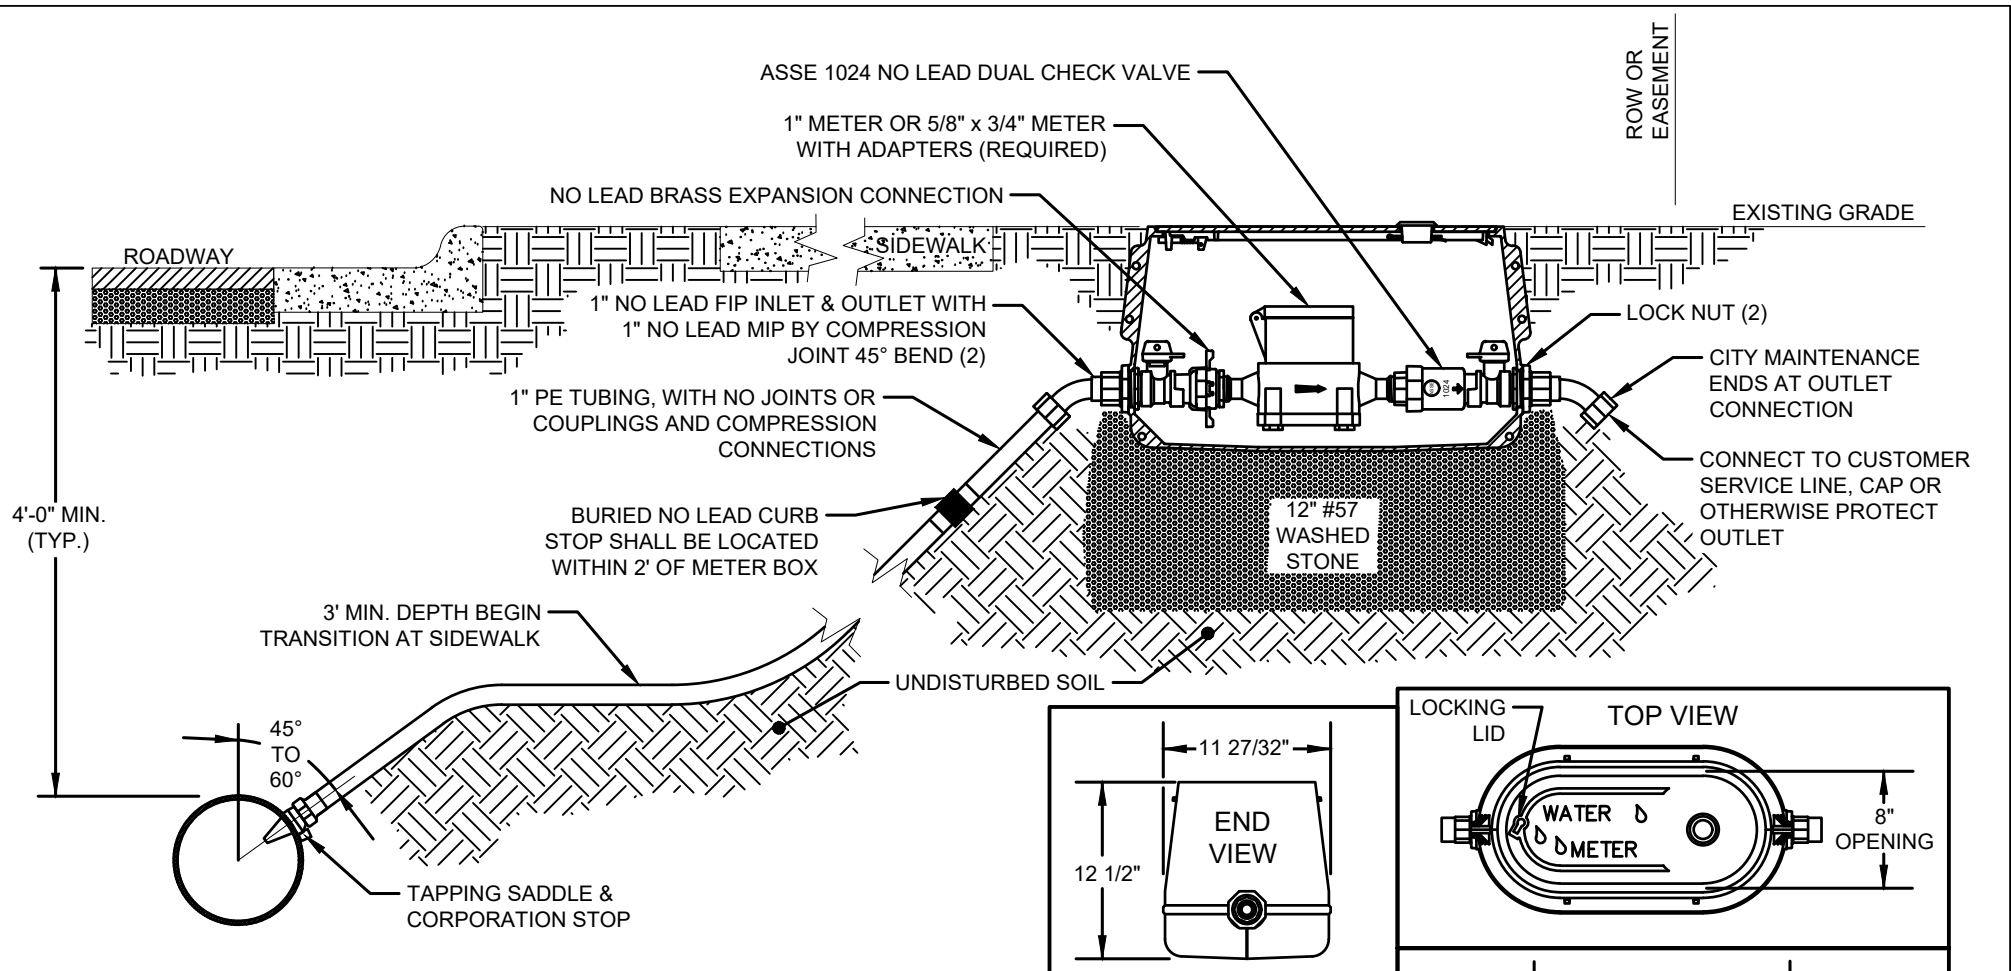 ASSE 1024 NO LEAD DUAL CHECK VALVE
1" METER OR 5/8" x 3/4" METER
WITH ADAPTERS (REQUIRED)
NO LEAD BRASS EXPANSION CONNECTION
ROW OR
EASEMENT
EXISTING GRADE
ROADWAY
SIDEWALK
1" NO LEAD FIP INLET & OUTLET WITH
1" NO LEAD MIP BY COMPRESSION
JOINT 45° BEND (2)
LOCK NUT (2)
CITY MAINTENANCE
ENDS AT OUTLET
CONNECTION
1024
1" PE TUBING, WITH NO JOINTS OR
COUPLINGS AND COMPRESSION
CONNECTIONS
CONNECT TO CUSTOMER
SERVICE LINE, CAP OR
OTHERWISE PROTECT
OUTLET
4'-0" MIN.
(TYP.)
BURIED NO LEAD CURB
STOP SHALL BE LOCATED
WITHIN 2' OF METER BOX
12" #57
WASHED
STONE
3' MIN. DEPTH BEGIN
TRANSITION AT SIDEWALK
UNDISTURBED SOIL
45°
TO
60°
TAPPING SADDLE &
CORPORATION STOP
11 27/32"
12 1/2"
END
VIEW
LOCKING
LID
TOP VIEW
WATER
METER
8"
OPENING